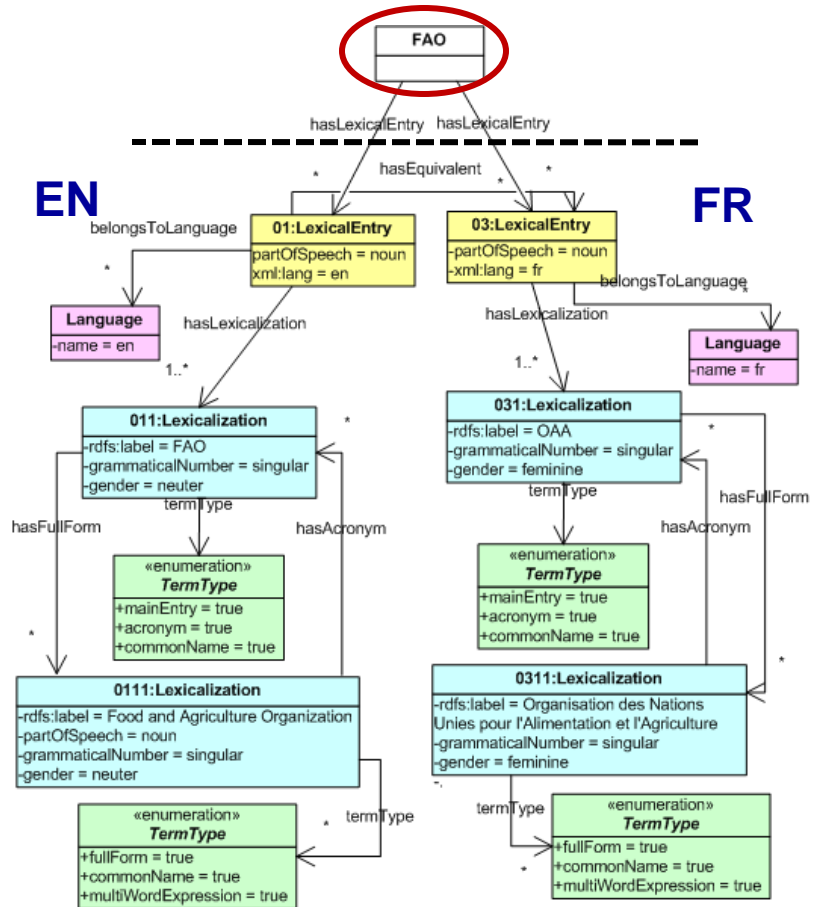 FAO
hasLexicalEntry hasLexicalEntry
hasEquivalent
* * *
EN
FR
belongsToLanguage
*
01:LexicalEntry
partOfSpeech = noun
xml:lang = en
03:LexicalEntry
-partOfSpeech = noun
-xml:lang = fr
belongsToLanguage
*
Language
-name = en
hasLexicalization
1..*
hasLexicalization
1..*
Language
-name = fr
011:Lexicalization
-rdfs:label = FAO
-grammaticalNumber = singular
-gender = neuter
*
031:Lexicalization
-rdfs:label = OAA
-grammaticalNumber = singular
-gender = feminine
*
termType
hasFullForm
hasAcronym
*
termType
hasFullForm
hasAcronym
*
«enumeration»
TermType
+mainEntry = true
+acronym = true
+commonName = true
«enumeration»
TermType
+mainEntry = true
+acronym = true
+commonName = true
0111:Lexicalization
-rdfs:label = Food and Agriculture Organization
-partOfSpeech = noun
-grammaticalNumber = singular
-gender = neuter
0311:Lexicalization
-rdfs:label = Organisation des Nations
Unies pour l'Alimentation et l'Agriculture
-grammaticalNumber = singular
-gender = feminine
-.
termType
*
termType
*
«enumeration»
TermType
+fullForm = true
+commonName = true
+multiWordExpression = true
«enumeration»
TermType
+fullForm = true
+commonName = true
+multiWordExpression = true